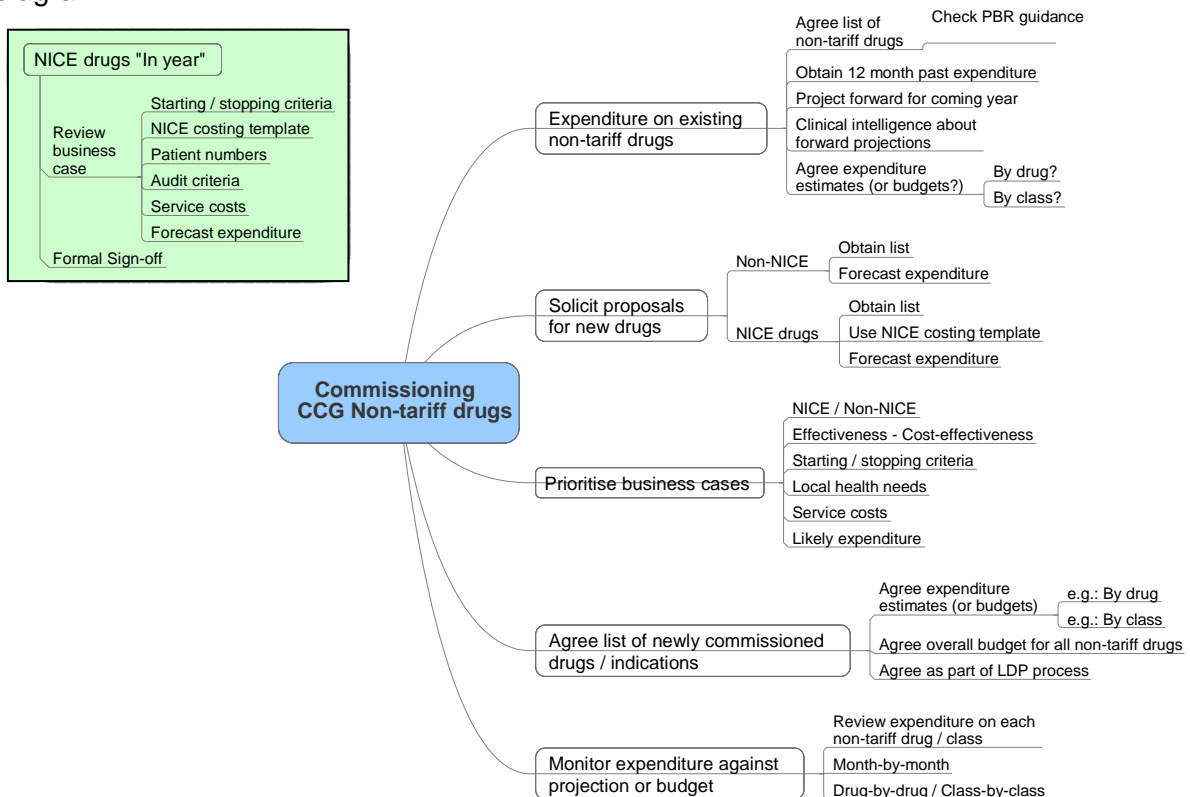 NICE drugs "In year"
Review
business
case
Starting / stopping criteria
NICE costing template
Patient numbers
Audit criteria
Service costs
Forecast expenditure
Formal Sign-off
Commissioning
CCG Non-tariff drugs
Expenditure on existing
non-tariff drugs
Agree list of
non-tariff drugs
Check PBR guidance
Obtain 12 month past expenditure
Project forward for coming year
Clinical intelligence about
forward projections
Agree expenditure
estimates (or budgets?)
By drug?
By class?
Solicit proposals
for new drugs
Non-NICE
Obtain list
Forecast expenditure
NICE drugs
Obtain list
Use NICE costing template
Forecast expenditure
Prioritise business cases
NICE / Non-NICE
Effectiveness - Cost-effectiveness
Starting / stopping criteria
Local health needs
Service costs
Likely expenditure
Agree list of newly commissioned
drugs / indications
Agree expenditure
estimates (or budgets)
e.g.: By drug
e.g.: By class
Agree overall budget for all non-tariff drugs
Agree as part of LDP process
Monitor expenditure against
projection or budget
Review expenditure on each
non-tariff drug / class
Month-by-month
Drug-by-drug / Class-by-class